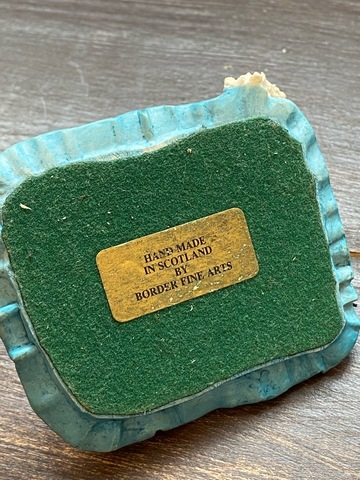 HAND MADE
IN SCOTLAND
BY
BORDER FINE ARTS